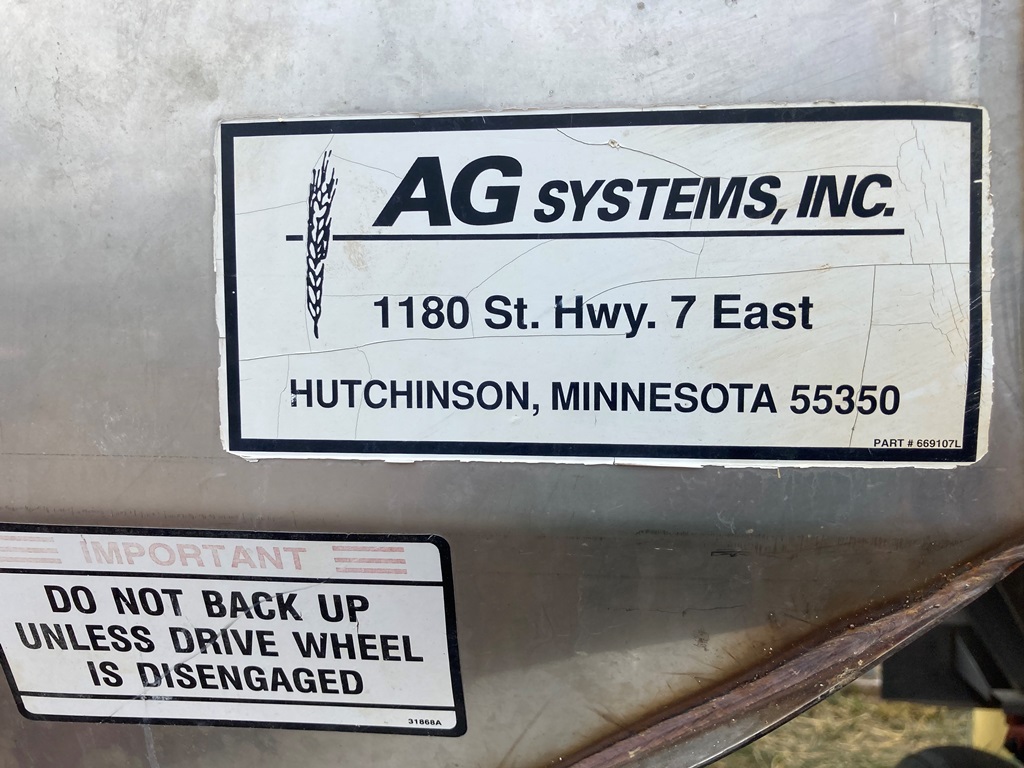 AG SYSTEMS, INC.
1180 St. Hwy. 7 East
HUTCHINSON, MINNESOTA 55350
PART # 669107L
IMPORTANT
DO NOT BACK UP
UNLESS DRIVE WHEEL
IS DISENGAGED
31868A